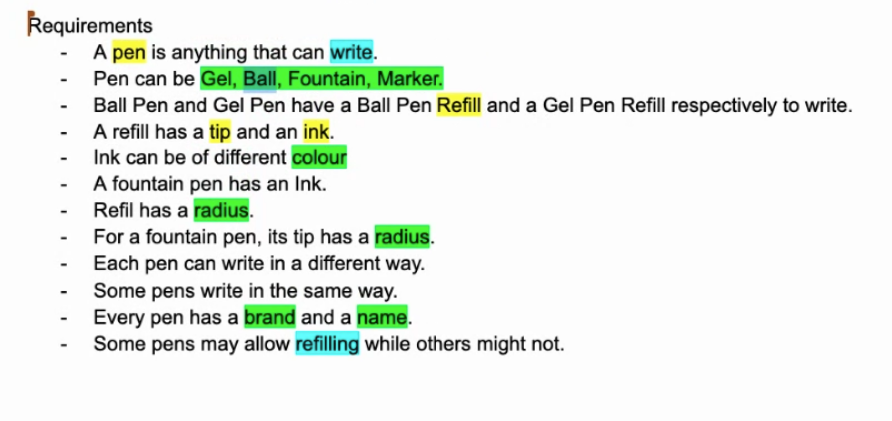 Requirements
- A pen is anything that can write.
- Pen can be Gel, Ball, Fountain, Marker.
- Ball Pen and Gel Pen have a Ball Pen Refill and a Gel Pen Refill respectively to write.
- A refill has a tip and an ink.
- Ink can be of different colour
- A fountain pen has an Ink.
- Refil has a radius.
- For a fountain pen, its tip has a radius.
- Each pen can write in a different way.
- Some pens write in the same way.
- Every pen has a brand and a name.
- Some pens may allow refilling while others might not.